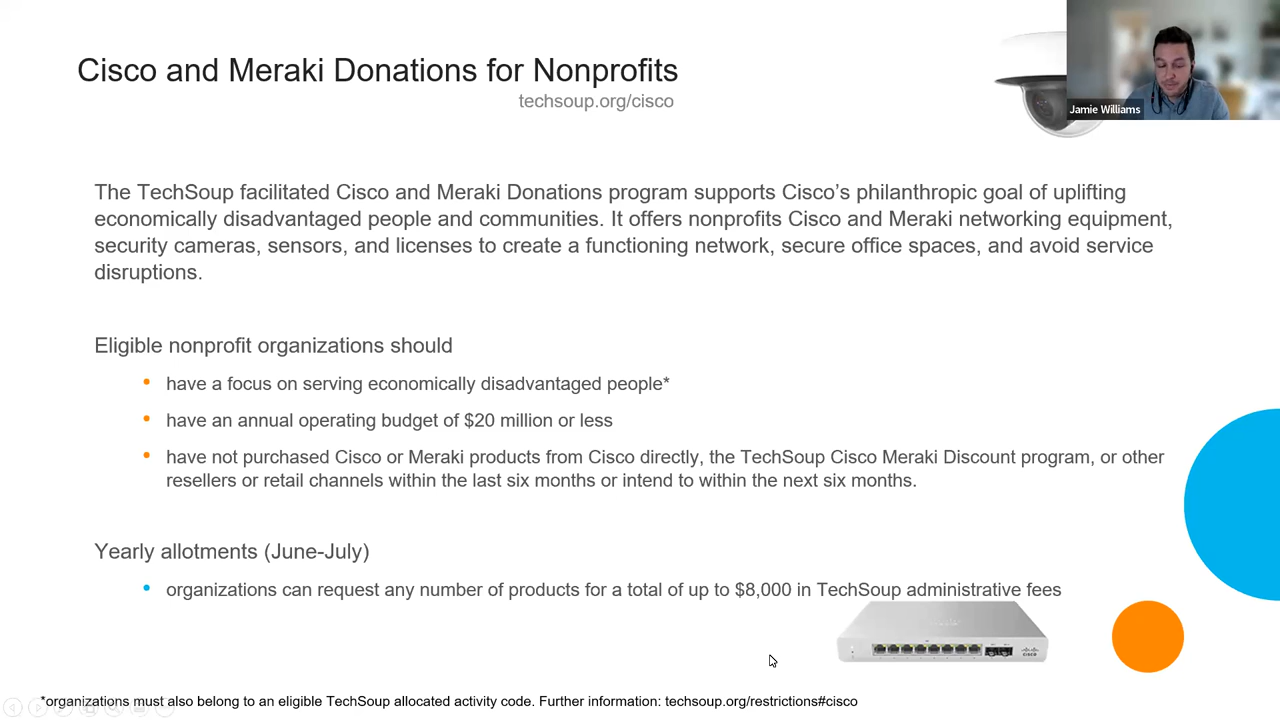 Cisco and Meraki Donations for Nonprofits
techsoup.org/cisco
Jamie Williams
The TechSoup facilitated Cisco and Meraki Donations program supports Cisco’s philanthropic goal of uplifting
economically disadvantaged people and communities. It offers nonprofits Cisco and Meraki networking equipment,
security cameras, sensors, and licenses to create a functioning network, secure office spaces, and avoid service
disruptions.
Eligible nonprofit organizations should
• have a focus on serving economically disadvantaged people*
• have an annual operating budget of $20 million or less
• have not purchased Cisco or Meraki products from Cisco directly, the TechSoup Cisco Meraki Discount program, or other
resellers or retail channels within the last six months or intend to within the next six months.
Yearly allotments (June-July)
• organizations can request any number of products for a total of up to $8,000 in TechSoup administrative fees
CISCO
*organizations must also belong to an eligible TechSoup allocated activity code. Further information: techsoup.org/restrictions#cisco